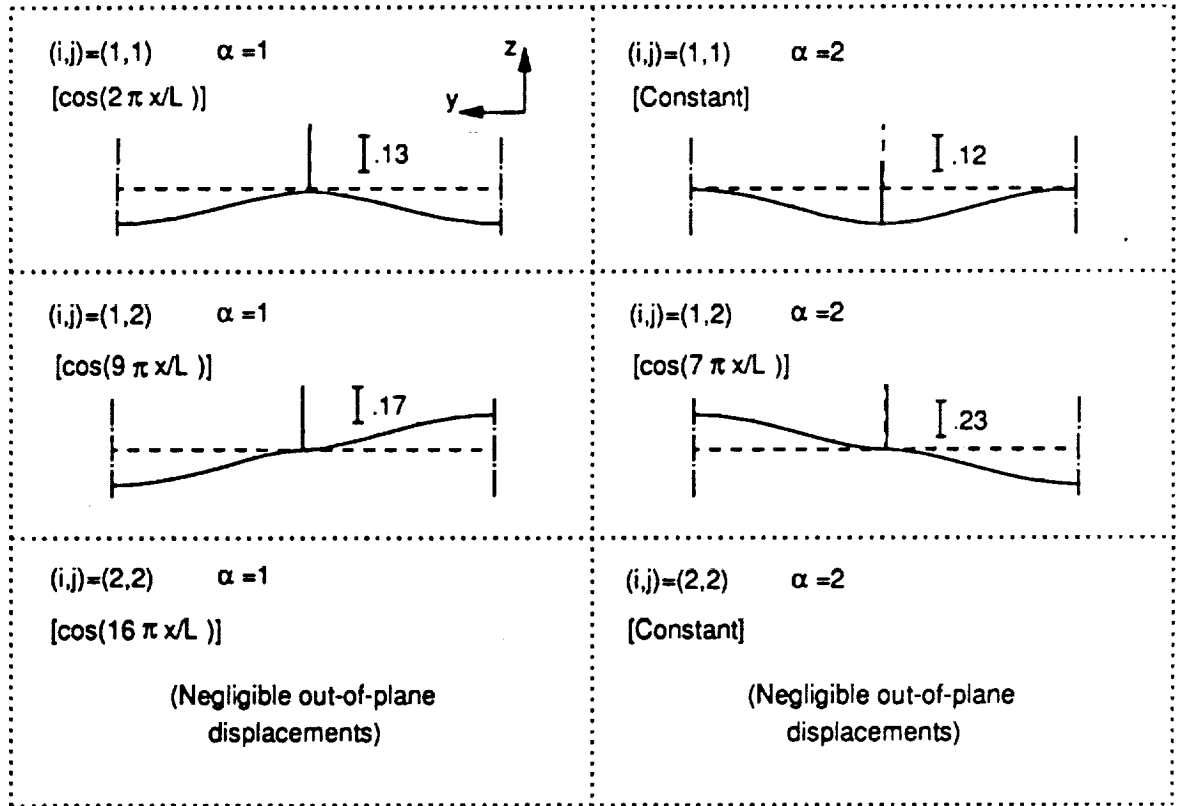 (i,j)=(1,1) α =1
[cos(2 π x/L )]
z
y
.13
(i,j)=(1,1) α =2
[Constant]
.12
(i,j)=(1,2) α =1
[cos(9 π x/L )]
.17
(i,j)=(1,2) α =2
[cos(7 π x/L )]
.23
(i,j)=(2,2) α =1
[cos(16 π x/L )]
(Negligible out-of-plane
displacements)
(i,j)=(2,2) α =2
[Constant]
(Negligible out-of-plane
displacements)